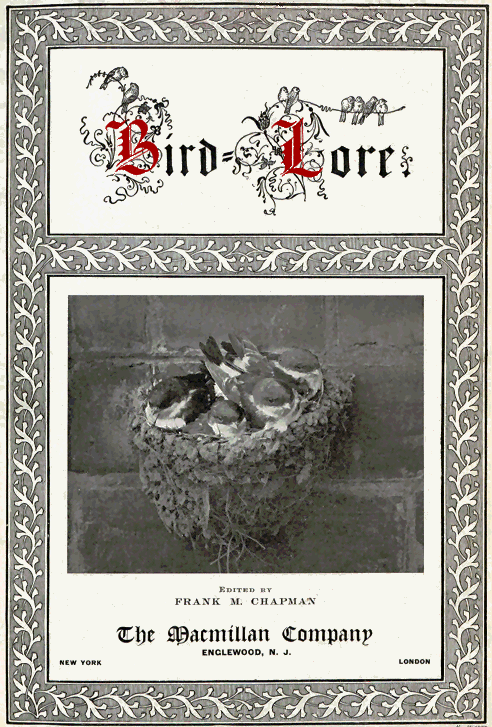 Bird-Lore
EDITED BY
FRANK M. CHAPMAN
The Macmillan Company
ENGLEWOOD, N. J.
NEW YORK
LONDON